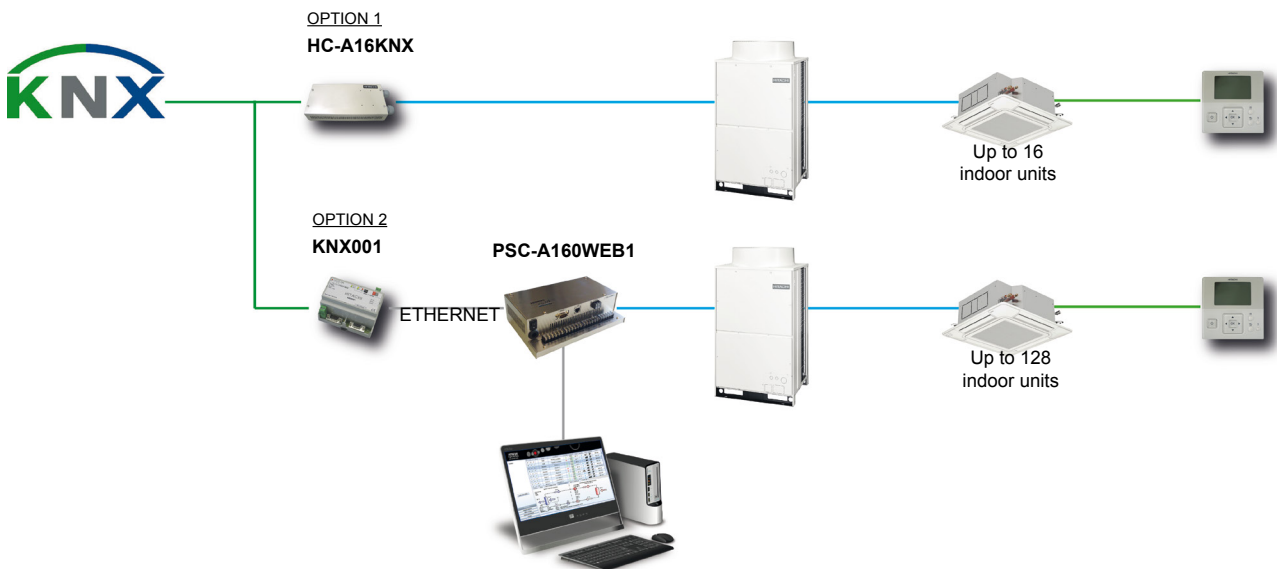 KNX
OPTION 1
HC-A16KNX
Up to 16
indoor units
OPTION 2
KNX001
ETHERNET
PSC-A160WEB1
Up to 128
indoor units